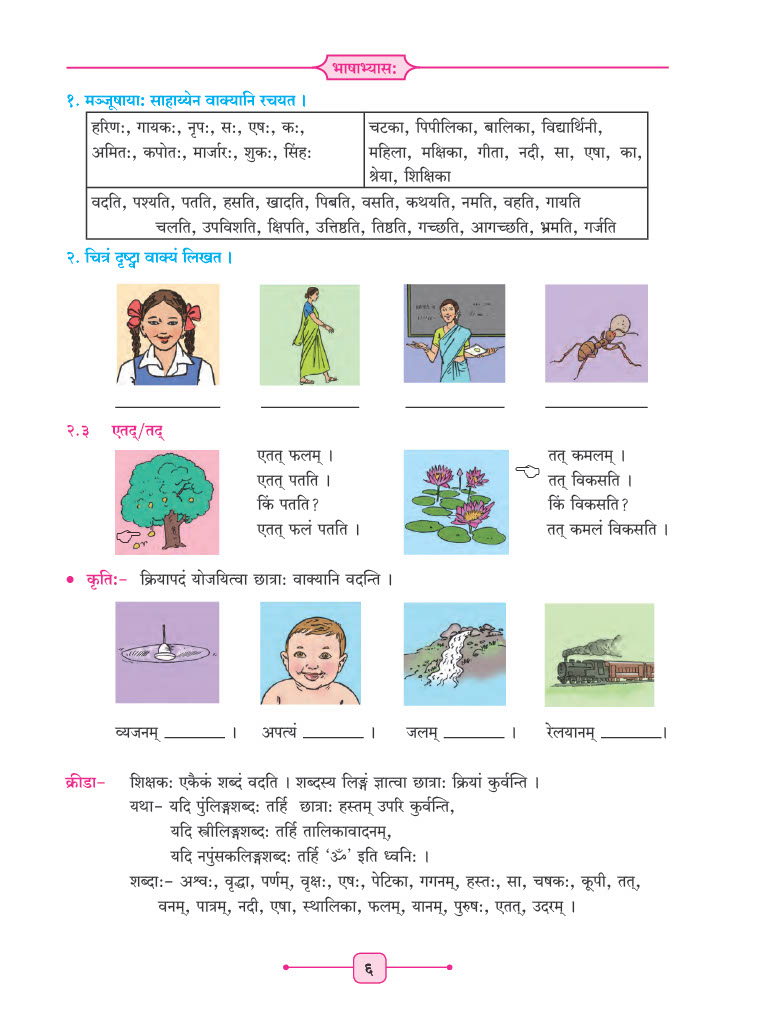 भाषाभ्यासः
१. मञ्जूषायाः साहाय्येन वाक्यानि रचयत ।
हरिणः, गायकः, नृपः, सः, एषः, कः,
अमितः, कपोतः, मार्जारः, शुकः, सिंहः
चटका, पिपीलिका, बालिका, विद्यार्थिनी,
महिला, मक्षिका, गीता, नदी, सा, एषा, का,
श्रेया, शिक्षिका
वदति, पश्यति, पतति, हसति, खादति, पिबति, वसति, कथयति, नमति, वहति, गायति
चलति, उपविशति, क्षिपति, उत्तिष्ठति, तिष्ठति, गच्छति, आगच्छति, भ्रमति, गर्जति
२. चित्रं दृष्ट्वा वाक्यं लिखत ।
२.३ एतद्/तद्
एतत् फलम् ।
एतत् पतति ।
किं पतति?
एतत् फलं पतति ।
तत् कमलम् ।
तत् विकसति ।
किं विकसति?
तत् कमलं विकसति ।
• कृतिः- क्रियापदं योजयित्वा छात्राः वाक्यानि वदन्ति ।
व्यजनम् ________ । अपत्यं ________ । जलम् ________ । रेलयानम् ________ ।
क्रीडा- शिक्षकः एकैकं शब्दं वदति । शब्दस्य लिङ्गं ज्ञात्वा छात्राः क्रियां कुर्वन्ति ।
यथा- यदि पुंलिङ्गशब्दः तर्हि छात्राः हस्तम् उपरि कुर्वन्ति,
यदि स्त्रीलिङ्गशब्दः तर्हि तालिकावादनम्,
यदि नपुंसकलिङ्गशब्दः तर्हि ‘ॐ’ इति ध्वनिः ।
शब्दाः- अश्वः, वृद्धा, पर्णम्, वृक्षः, एषः, पेटिका, गगनम्, हस्तः, सा, चषकः, कूपी, तत्,
वनम्, पात्रम्, नदी, एषा, स्थालिका, फलम्, यानम्, पुरुषः, एतत्, उदरम् ।
६